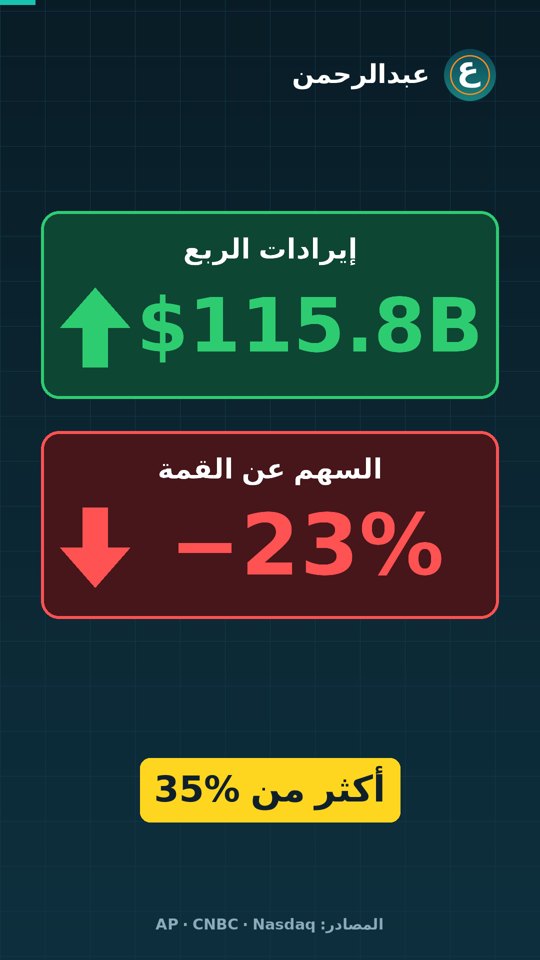 ع عبدالرحمن
إيرادات الربع
$115.8B
السهم عن القمة
−23%
أكثر من 35%
المصادر: AP · CNBC · Nasdaq